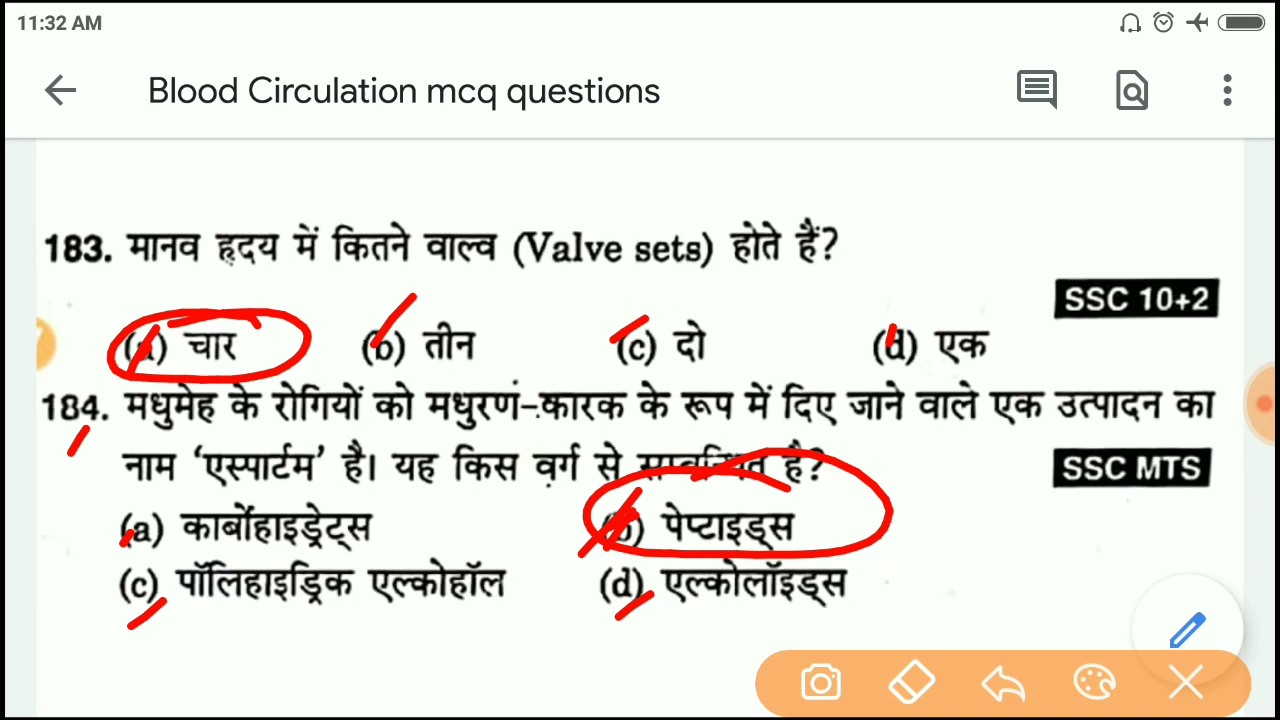 11:32 AM
Blood Circulation mcq questions
183. मानव हृदय में कितने वाल्व (Valve sets) होते हैं?
SSC 10+2
(a) चार (b) तीन (c) दो (d) एक
184. मधुमेह के रोगियों को मधुरण-कारक के रूप में दिए जाने वाले एक उत्पादन का
नाम ‘एस्पार्टम’ है। यह किस वर्ग से सम्बन्धित है?
SSC MTS
(a) कार्बोहाइड्रेट्स (b) पेप्टाइड्स
(c) पॉलिहाइड्रिक एल्कोहॉल (d) एल्कोलॉइड्स